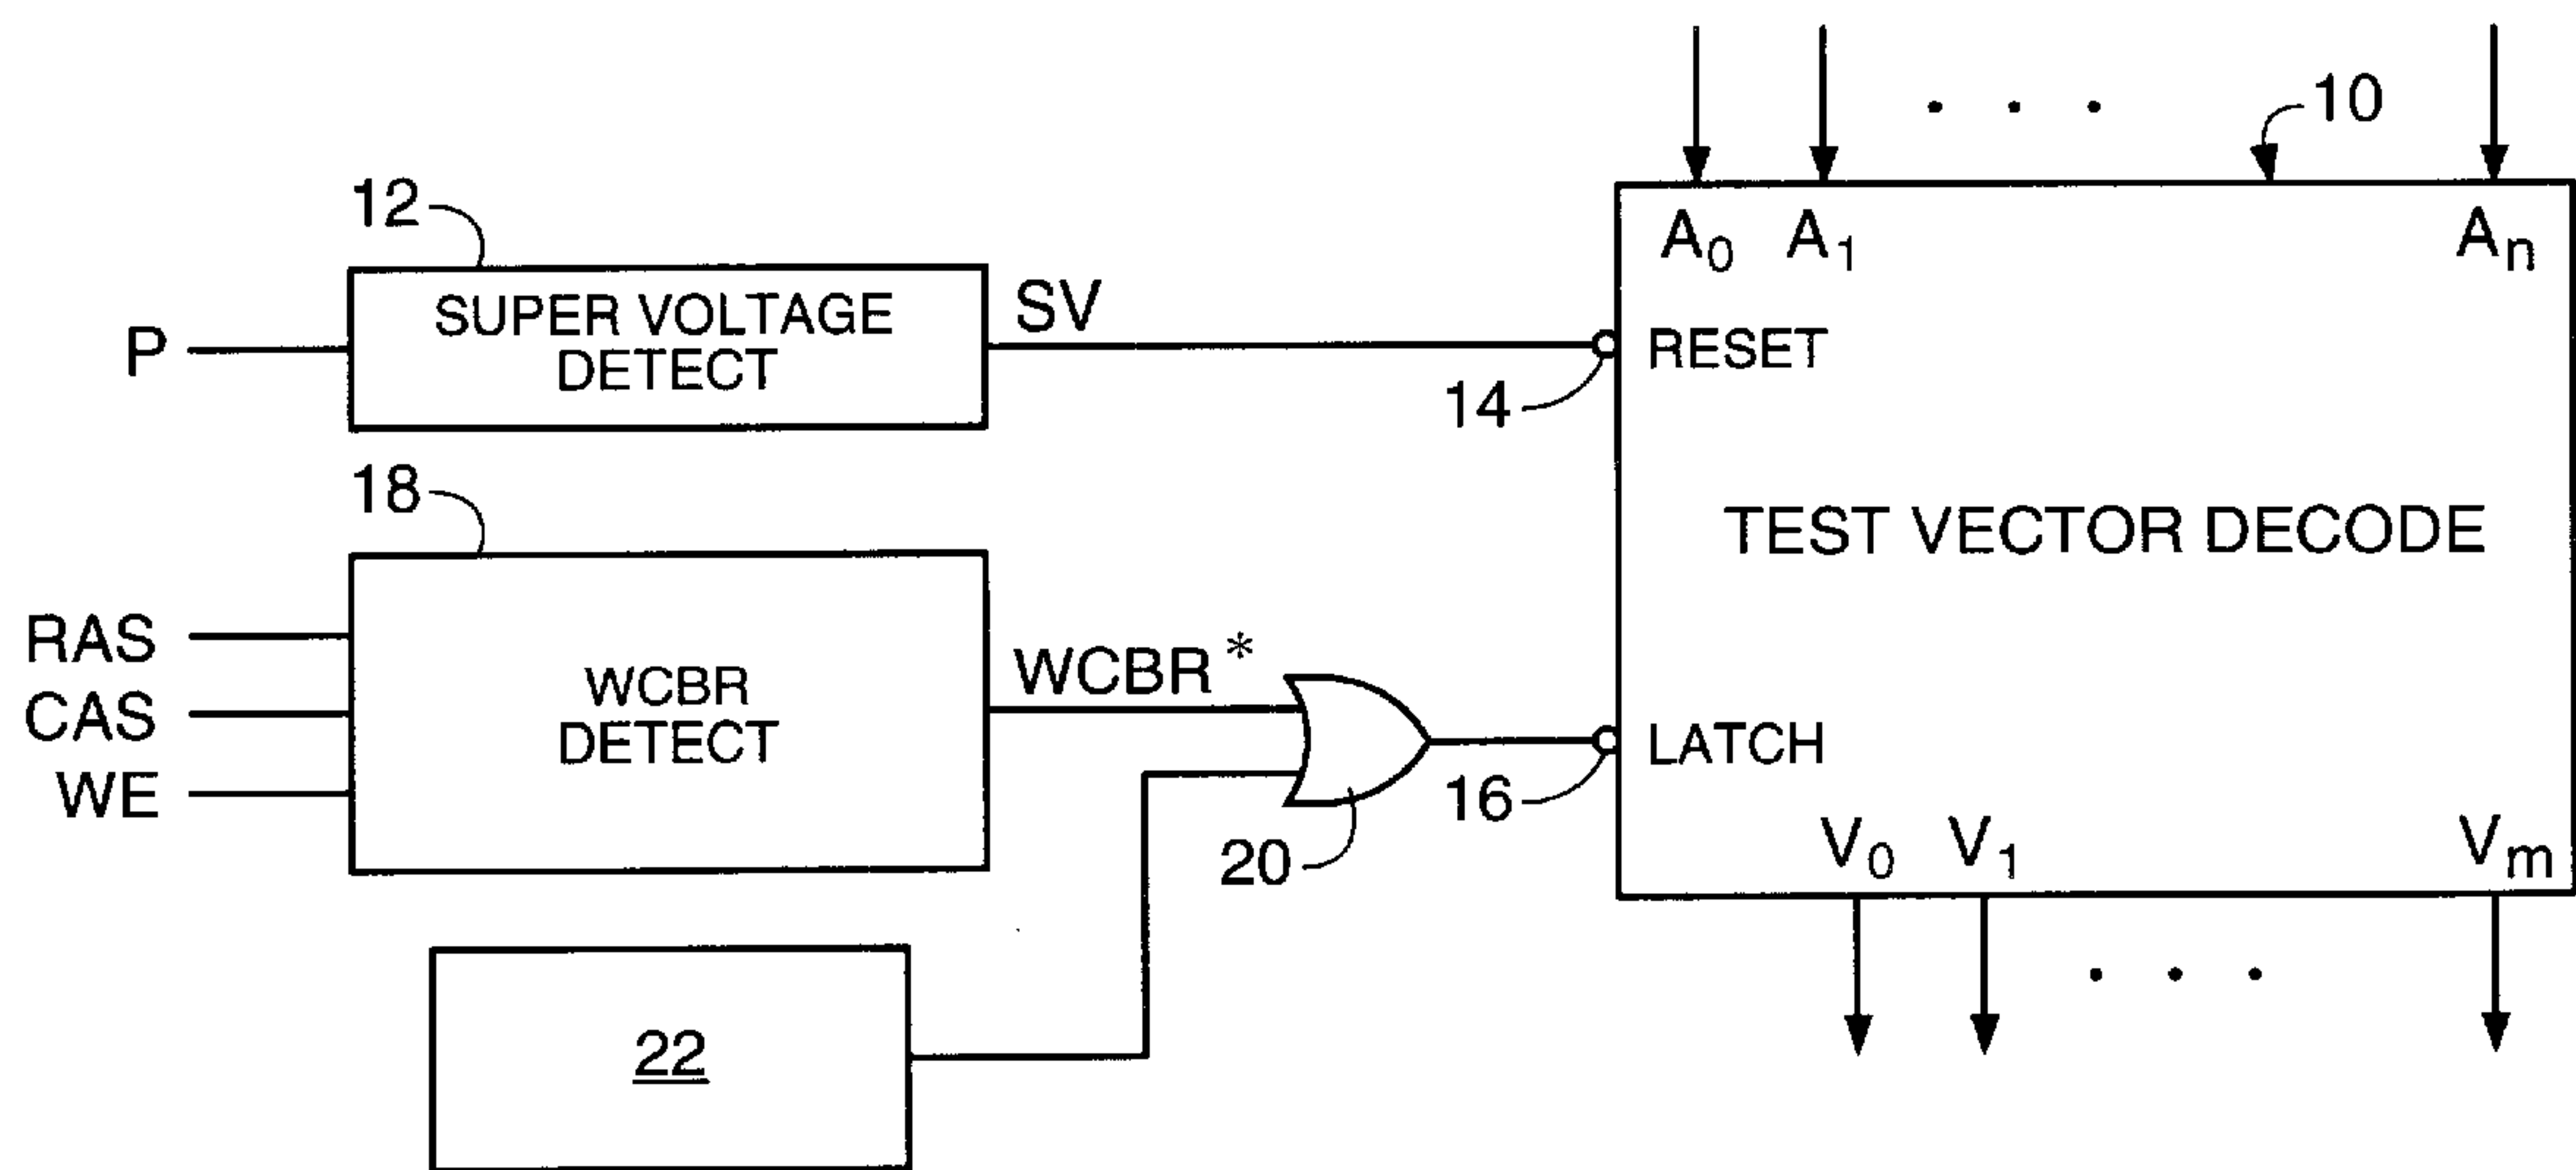 10
12
A0 A1 An
SUPER VOLTAGE
DETECT
SV
P
RESET
14
18
TEST VECTOR DECODE
RAS
CAS
WE
WCBR
DETECT
WCBR*
LATCH
16
20
V0 V1 Vm
22